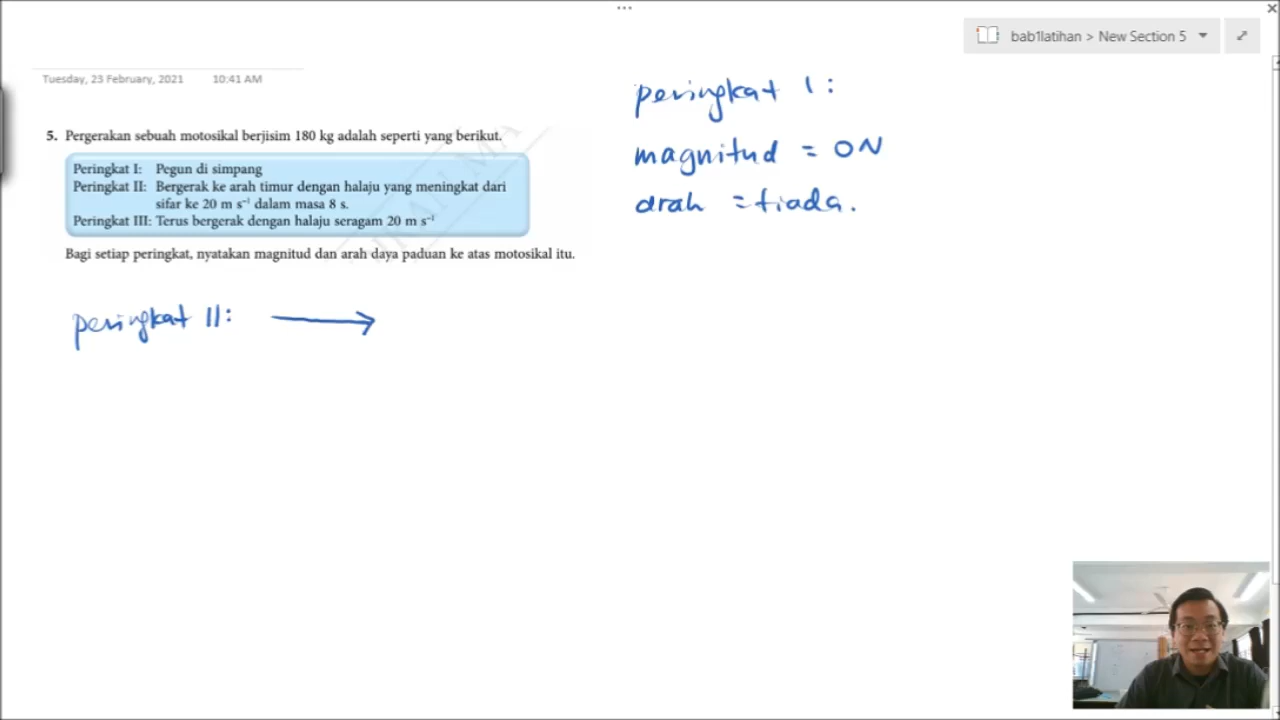 bab1latihan > New Section 5
Tuesday, 23 February, 2021 10:41 AM
5. Pergerakan sebuah motosikal berjisim 180 kg adalah seperti yang berikut.
Peringkat I: Pegun di simpang
Peringkat II: Bergerak ke arah timur dengan halaju yang meningkat dari
sifar ke 20 m s⁻¹ dalam masa 8 s.
Peringkat III: Terus bergerak dengan halaju seragam 20 m s⁻¹
Bagi setiap peringkat, nyatakan magnitud dan arah daya paduan ke atas motosikal itu.
peringkat I:
magnitud = 0N
arah = tiada.
peringkat II: